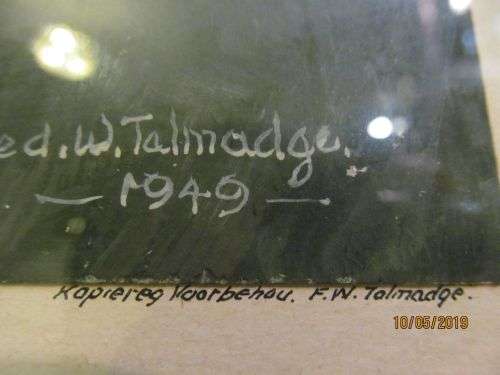 ed.W.Talmadge.
— 1949 —
Kopiereg Voorbehou. F.W. Talmadge.
10/05/2019